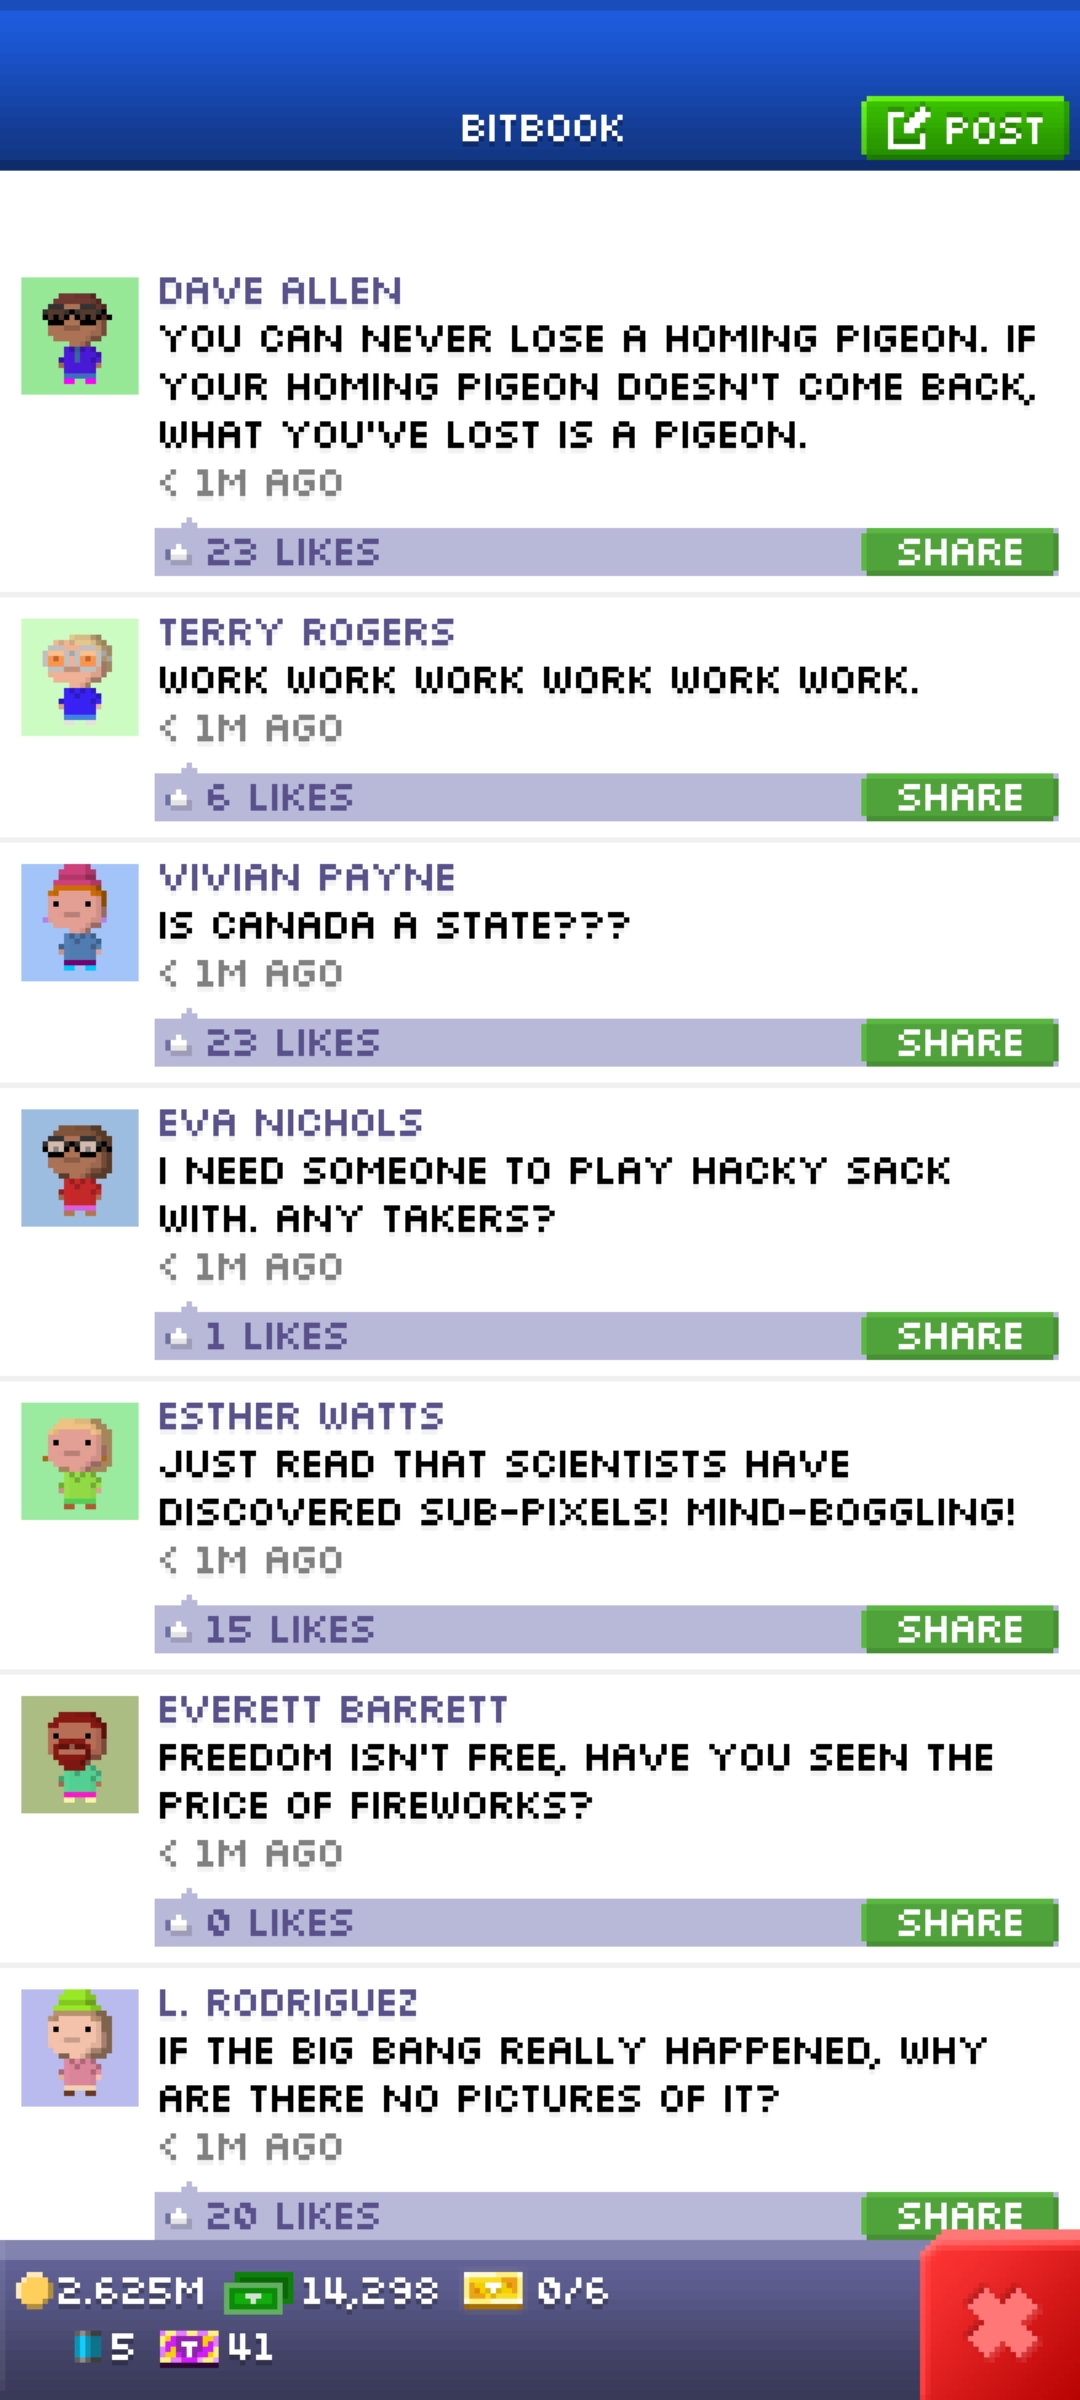 BITBOOK
POST
DAVE ALLEN
YOU CAN NEVER LOSE A HOMING PIGEON. IF
YOUR HOMING PIGEON DOESN'T COME BACK,
WHAT YOU'VE LOST IS A PIGEON.
< 1M AGO
23 LIKES
SHARE
TERRY ROGERS
WORK WORK WORK WORK WORK WORK.
< 1M AGO
6 LIKES
SHARE
VIVIAN PAYNE
IS CANADA A STATE???
< 1M AGO
23 LIKES
SHARE
EVA NICHOLS
I NEED SOMEONE TO PLAY HACKY SACK
WITH. ANY TAKERS?
< 1M AGO
1 LIKES
SHARE
ESTHER WATTS
JUST READ THAT SCIENTISTS HAVE
DISCOVERED SUB-PIXELS! MIND-BOGGLING!
< 1M AGO
15 LIKES
SHARE
EVERETT BARRETT
FREEDOM ISN'T FREE, HAVE YOU SEEN THE
PRICE OF FIREWORKS?
< 1M AGO
0 LIKES
SHARE
L. RODRIGUEZ
IF THE BIG BANG REALLY HAPPENED, WHY
ARE THERE NO PICTURES OF IT?
< 1M AGO
20 LIKES
SHARE
2.625M 14,298 0/6
5 T 41